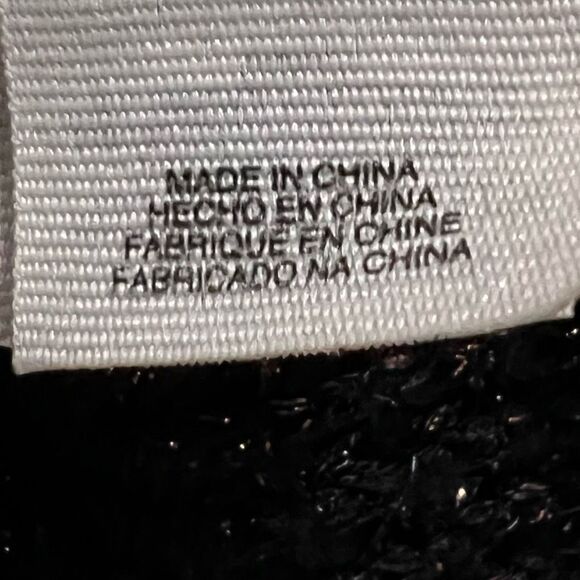 MADE IN CHINA
HECHO EN CHINA
FABRIQUE EN CHINE
FABRICADO NA CHINA